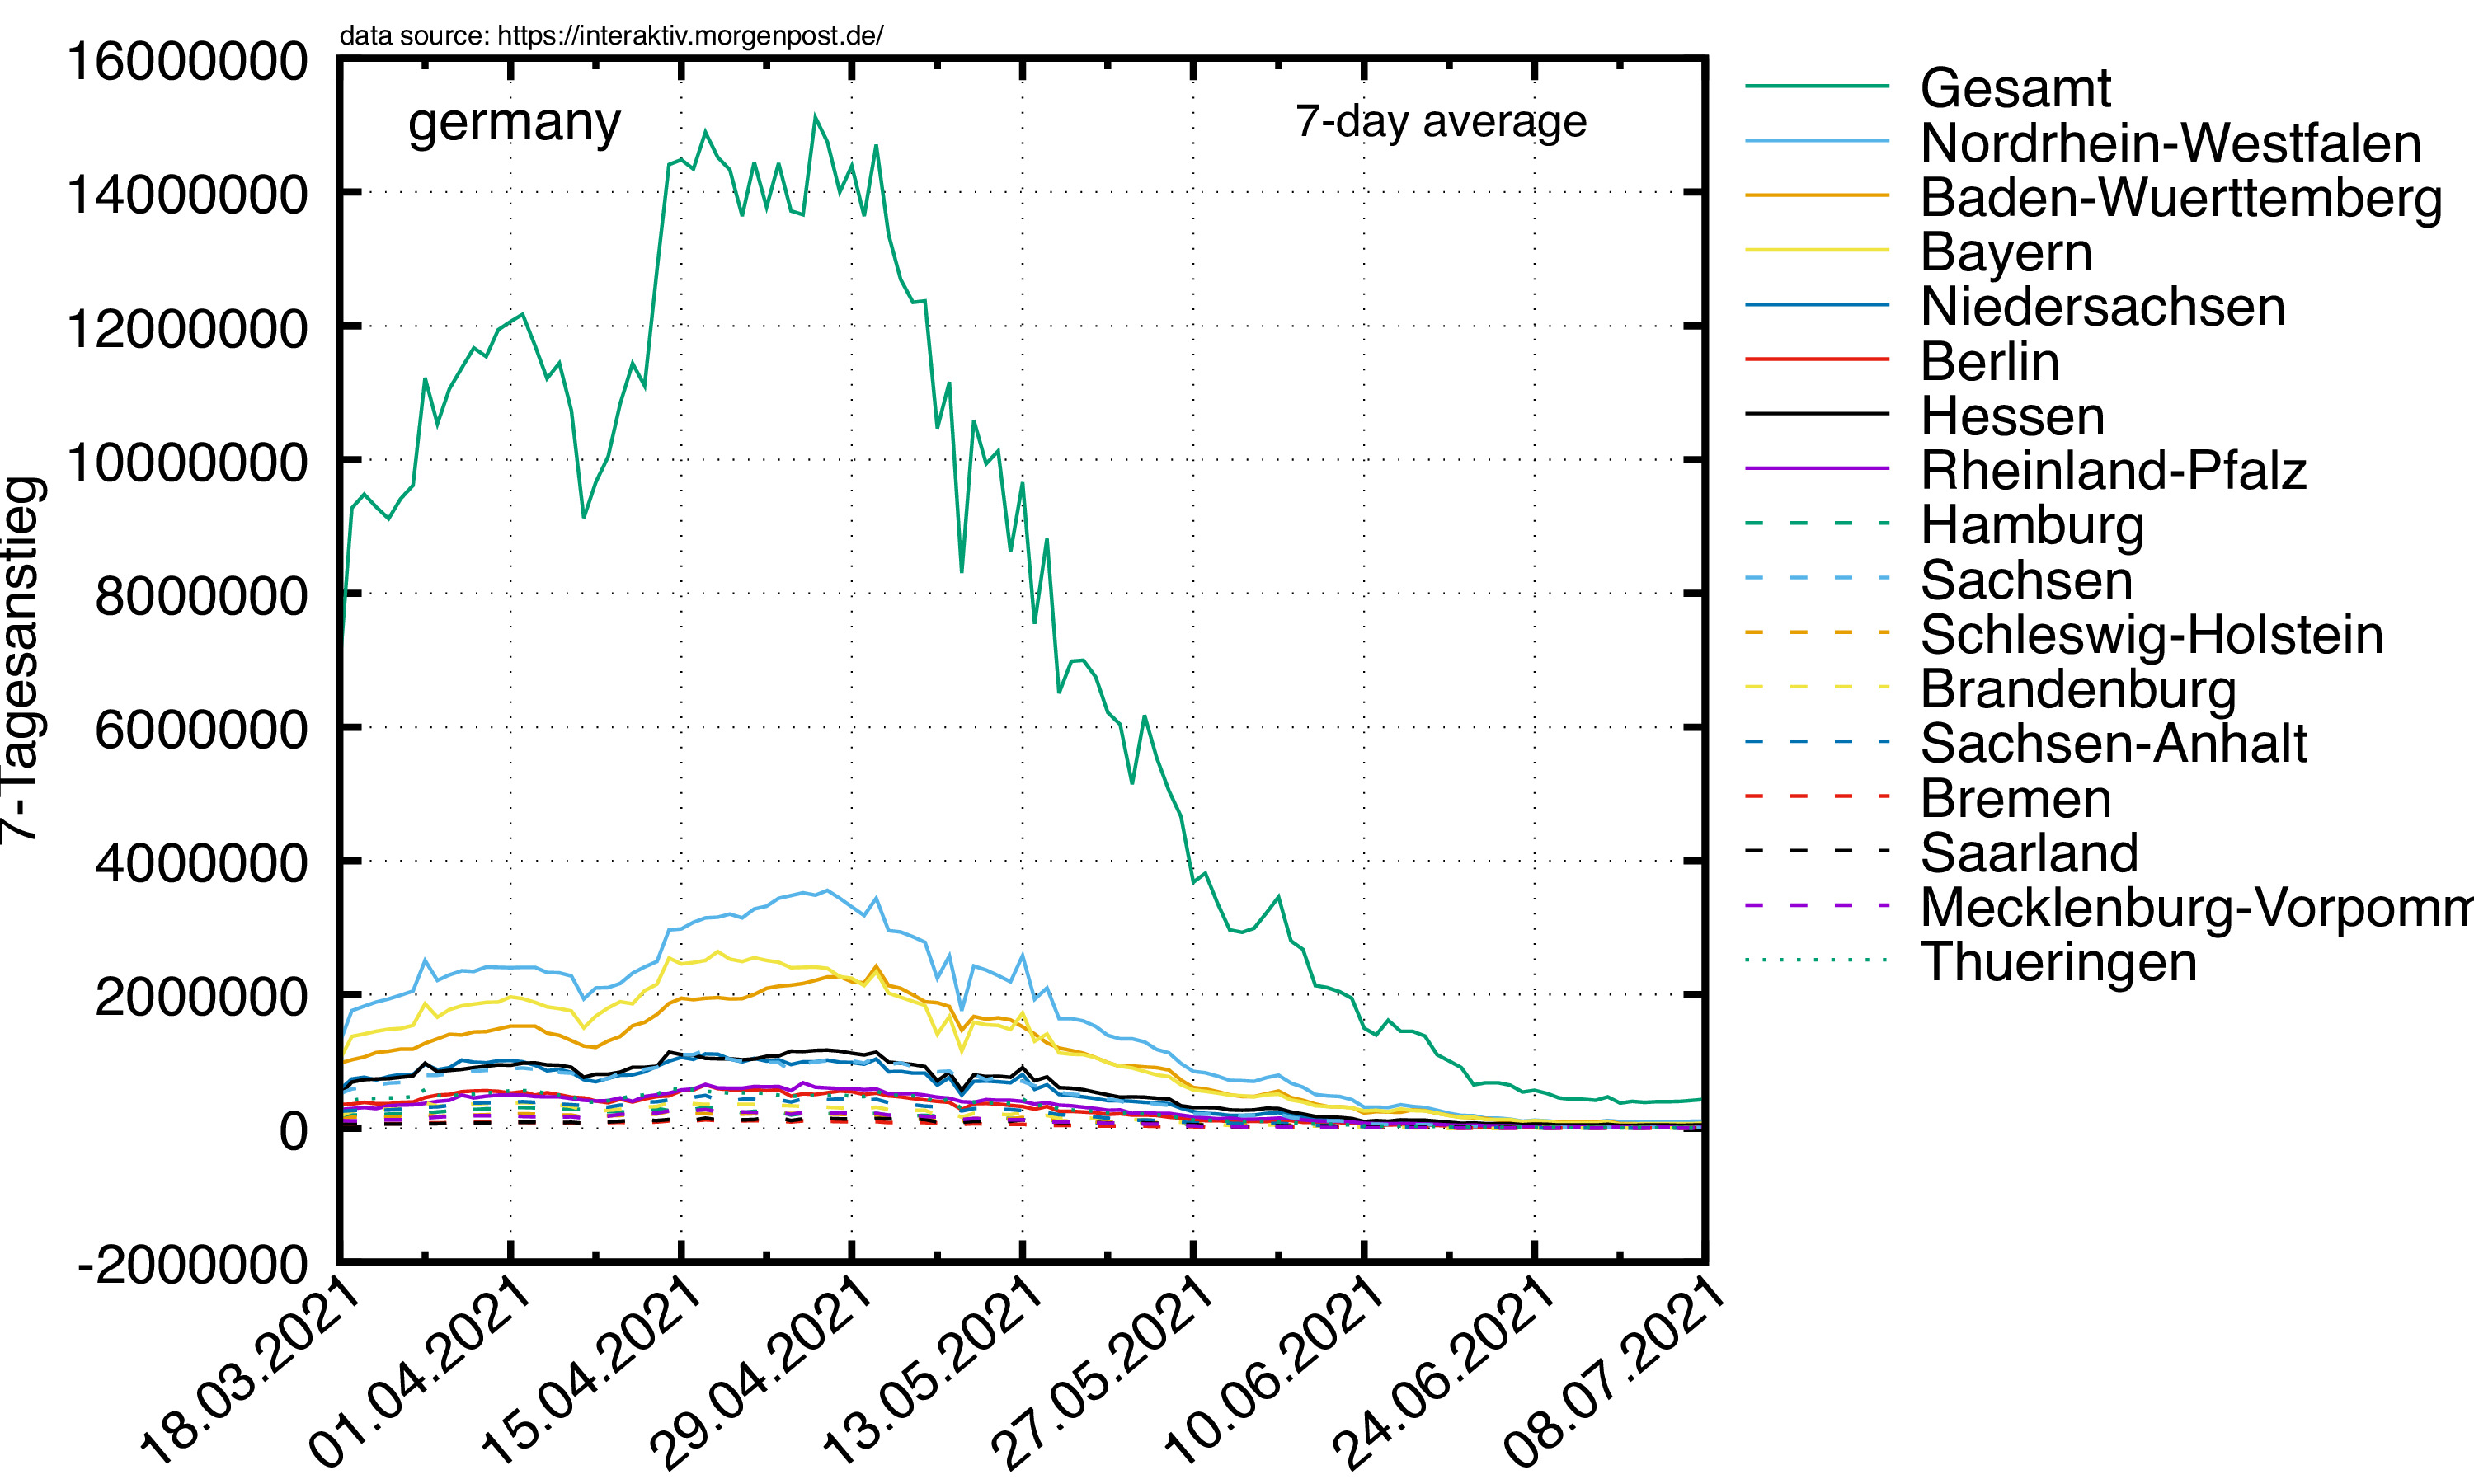 data source: https://interaktiv.morgenpost.de/
germany
7-day average
7-Tagesanstieg
16000000
14000000
12000000
10000000
8000000
6000000
4000000
2000000
0
-2000000
18.03.2021
01.04.2021
15.04.2021
29.04.2021
13.05.2021
27.05.2021
10.06.2021
24.06.2021
08.07.2021
Gesamt
Nordrhein-Westfalen
Baden-Wuerttemberg
Bayern
Niedersachsen
Berlin
Hessen
Rheinland-Pfalz
Hamburg
Sachsen
Schleswig-Holstein
Brandenburg
Sachsen-Anhalt
Bremen
Saarland
Mecklenburg-Vorpomm
Thueringen